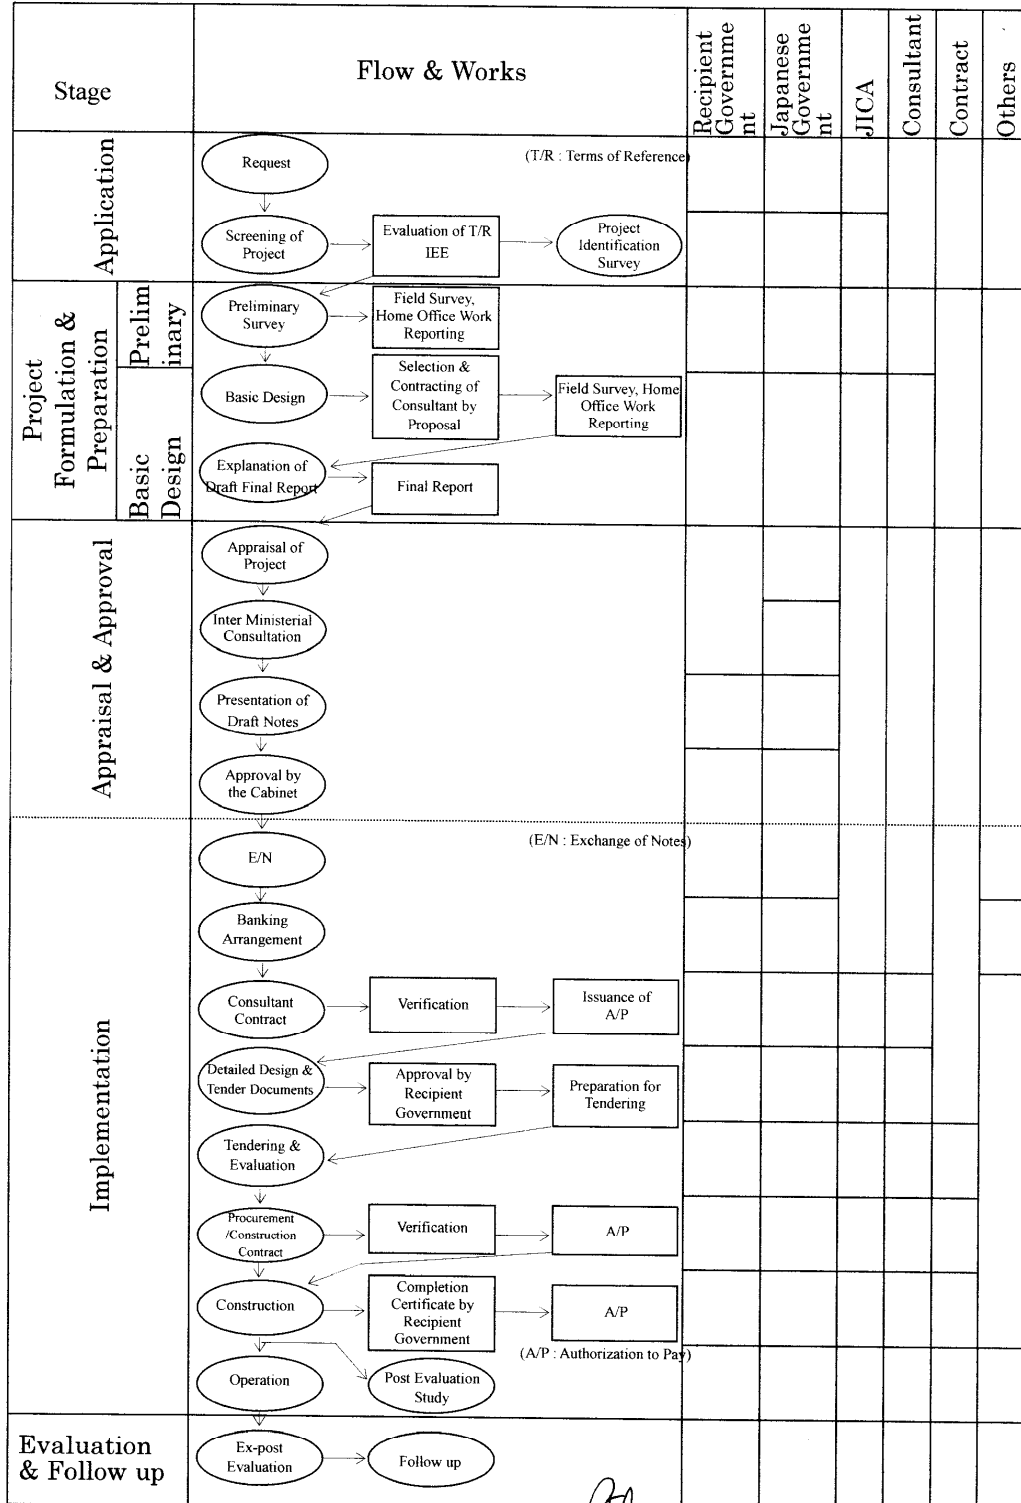 Stage
Flow & Works
Recipient
Governme
nt
Japanese
Governme
nt
JICA
Consultant
Contract
Others
Application
Request
(T/R : Terms of Reference)
Screening of
Project
Evaluation of T/R
IEE
Project
Identification
Survey
Project
Formulation &
Preparation
Prelim
inary
Preliminary
Survey
Field Survey,
Home Office Work
Reporting
Basic
Design
Basic Design
Selection &
Contracting of
Consultant by
Proposal
Field Survey, Home
Office Work
Reporting
Explanation of
Draft Final Report
Final Report
Appraisal & Approval
Appraisal of
Project
Inter Ministerial
Consultation
Presentation of
Draft Notes
Approval by
the Cabinet
Implementation
(E/N : Exchange of Notes)
E/N
Banking
Arrangement
Consultant
Contract
Verification
Issuance of
A/P
Detailed Design &
Tender Documents
Approval by
Recipient
Government
Preparation for
Tendering
Tendering &
Evaluation
Procurement
/Construction
Contract
Verification
A/P
Construction
Completion
Certificate by
Recipient
Government
A/P
(A/P : Authorization to Pay)
Operation
Post Evaluation
Study
Evaluation
& Follow up
Ex-post
Evaluation
Follow up